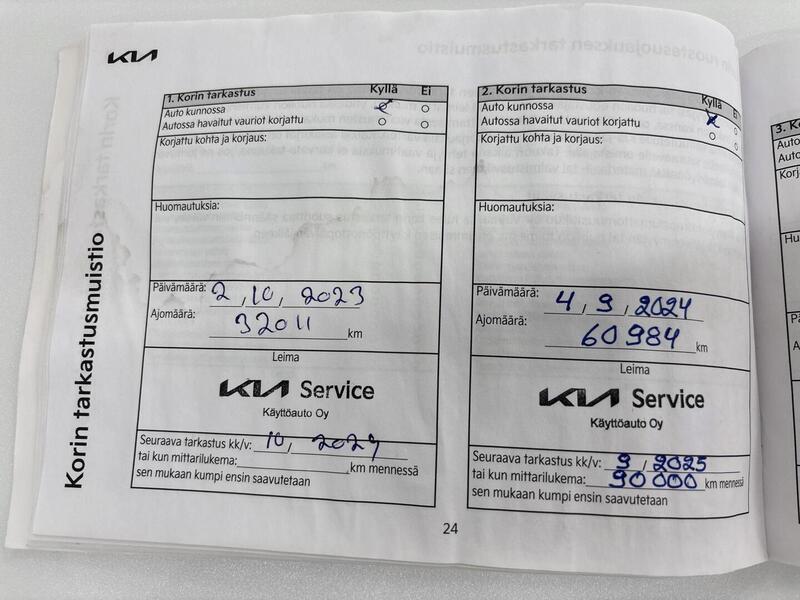 KIA
Korin tarkastusmuistio
1. Korin tarkastus Kyllä Ei
Auto kunnossa
Autossa havaitut vauriot korjattu
Korjattu kohta ja korjaus:
Huomautuksia:
Päivämäärä: 2, 10, 2023
Ajomäärä: 32011 km
Leima
KIA Service
Käyttöauto Oy
Seuraava tarkastus kk/v: 10, 2024
tai kun mittarilukema: km mennessä
sen mukaan kumpi ensin saavutetaan
2. Korin tarkastus Kyllä Ei
Auto kunnossa
Autossa havaitut vauriot korjattu
Korjattu kohta ja korjaus:
Huomautuksia:
Päivämäärä: 4, 9, 2024
Ajomäärä: 60984 km
Leima
KIA Service
Käyttöauto Oy
Seuraava tarkastus kk/v: 9, 2025
tai kun mittarilukema: 90000 km mennessä
sen mukaan kumpi ensin saavutetaan
24